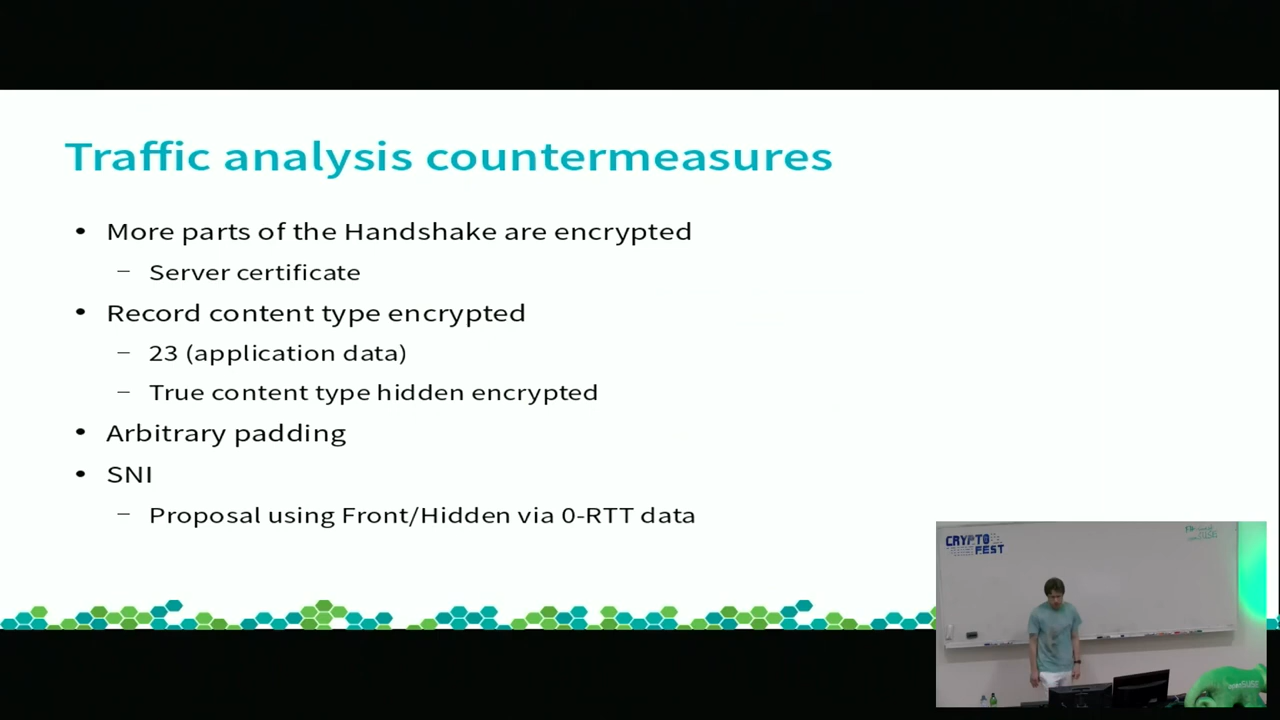 Traffic analysis countermeasures
• More parts of the Handshake are encrypted
– Server certificate
• Record content type encrypted
– 23 (application data)
– True content type hidden encrypted
• Arbitrary padding
• SNI
– Proposal using Front/Hidden via 0-RTT data
CRYPTO
FEST